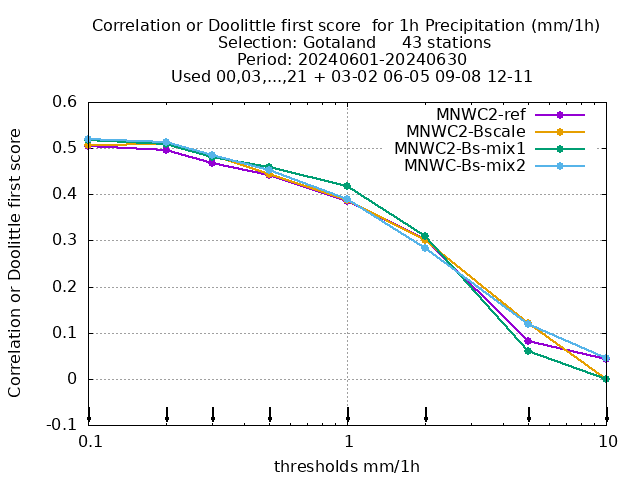 Correlation or Doolittle first score  for 1h Precipitation (mm/1h)
Selection: Gotaland     43 stations
Period: 20240601-20240630
Used 00,03,...,21 + 03-02 06-05 09-08 12-11
MNWC2-ref
MNWC2-Bscale
MNWC2-Bs-mix1
MNWC-Bs-mix2
Correlation or Doolittle first score
0.6
0.5
0.4
0.3
0.2
0.1
0
-0.1
0.1
1
10
thresholds mm/1h